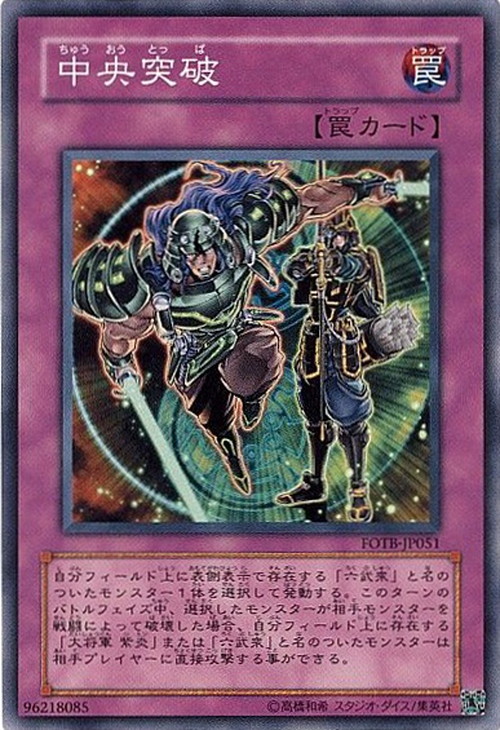 ちゅう おう とっ ぱ
中央突破
トラップ
罠
トラップ
【罠カード】
FOTB-JP051
自分フィールド上に表側表示で存在する「六武衆」と名の
ついたモンスター1体を選択して発動する。このターンの
バトルフェイズ中、選択したモンスターが相手モンスターを
戦闘によって破壊した場合、自分フィールド上に存在する
「大将軍 紫炎」または「六武衆」と名のついたモンスターは
相手プレイヤーに直接攻撃する事ができる。
96218085
©高橋和希 スタジオ・ダイス/集英社